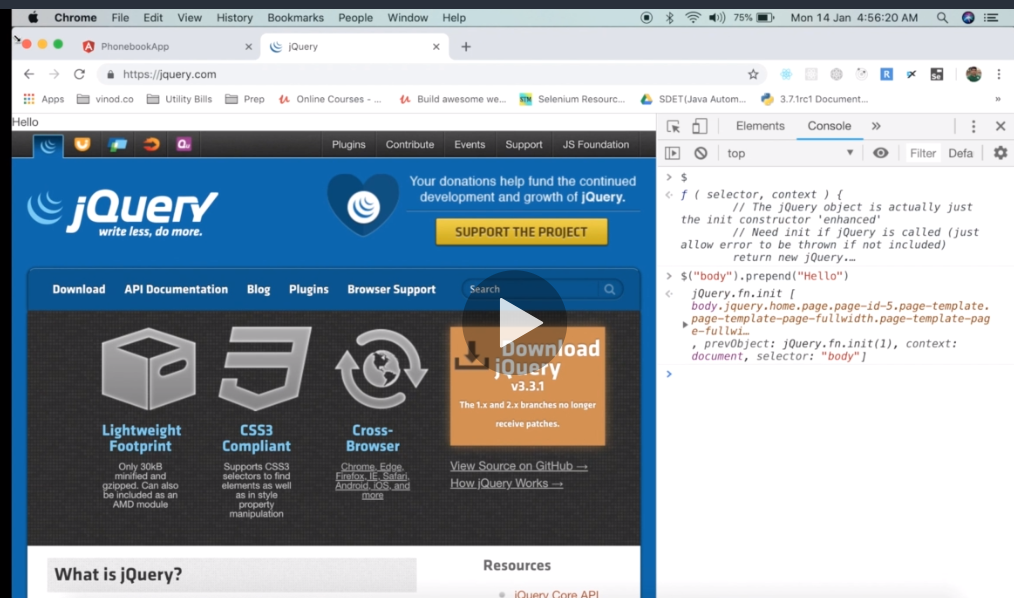 Chrome File Edit View History Bookmarks People Window Help 75% Mon 14 Jan 4:56:20 AM
PhonebookApp jQuery
https://jquery.com R Se
Apps vinod.co Utility Bills Prep Online Courses - ... Build awesome we... STM Selenium Resourc... SDET(Java Autom... 3.7.1rc1 Document... »
Hello
Plugins Contribute Events Support JS Foundation
jQuery
write less, do more.
Your donations help fund the continued
development and growth of jQuery.
SUPPORT THE PROJECT
Download API Documentation Blog Plugins Browser Support Search
Lightweight
Footprint
Only 30kB
minified and
gzipped. Can also
be included as an
AMD module
CSS3
Compliant
Supports CSS3
selectors to find
elements as well
as in style
property
manipulation
Cross-
Browser
Chrome, Edge,
Firefox, IE, Safari,
Android, iOS, and
more
Download
jQuery
v3.3.1
The 1.x and 2.x branches no longer
receive patches.
View Source on GitHub →
How jQuery Works →
What is jQuery?
Resources
jQuery Core API
Elements Console »
top Filter Defa
> $
f ( selector, context ) {
// The jQuery object is actually just
the init constructor 'enhanced'
// Need init if jQuery is called (just
allow error to be thrown if not included)
return new jQuery.…
> $("body").prepend("Hello")
jQuery.fn.init [
body.jquery.home.page.page-id-5.page-template.
page-template-page-fullwidth.page-template-pag
e-fullwi…
, prevObject: jQuery.fn.init(1), context:
document, selector: "body"]
>